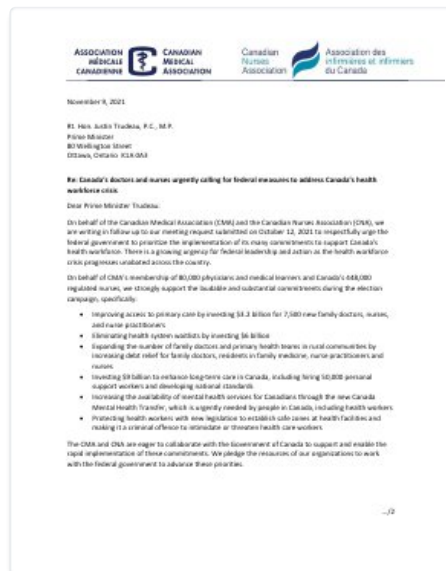 ASSOCIATION MÉDICALE CANADIENNE
CANADIAN MEDICAL ASSOCIATION
Canadian Nurses Association
Association des infirmières et infirmiers du Canada
November 9, 2021
Rt. Hon. Justin Trudeau, P.C., M.P.
Prime Minister
80 Wellington Street
Ottawa, Ontario K1A 0A3
Re: Canada's doctors and nurses urgently calling for federal measures to address Canada's health
workforce crisis
Dear Prime Minister Trudeau:
On behalf of the Canadian Medical Association (CMA) and the Canadian Nurses Association (CNA), we
are writing in follow up to our meeting request submitted on October 12, 2021 to respectfully urge the
federal government to prioritize the implementation of its many commitments to support Canada's
health workforce. There is a growing urgency for federal leadership and action as the health workforce
crisis progresses unabated across the country.
On behalf of CMA's membership of 80,000 physicians and medical learners and Canada's 448,000
regulated nurses, we strongly support the laudable and substantial commitments during the election
campaign, specifically:
• Improving access to primary care by investing $3.2 billion for 7,500 new family doctors, nurses,
and nurse practitioners
• Eliminating health system waitlists by investing $6 billion
• Expanding the number of family doctors and primary health teams in rural communities by
increasing debt relief for family doctors, residents in family medicine, nurse practitioners and
nurses
• Investing $9 billion to enhance long-term care in Canada, including hiring 50,000 personal
support workers and developing national standards
• Increasing the availability of mental health services for Canadians through the new Canada
Mental Health Transfer, which is urgently needed by people in Canada, including health workers
• Protecting health workers with new legislation to establish safe zones at health facilities and
making it a criminal offence to intimidate or threaten health care workers
The CMA and CNA are eager to collaborate with the Government of Canada to support and enable the
rapid implementation of these commitments. We pledge the resources of our organizations to work
with the federal government to advance these priorities.
.../2